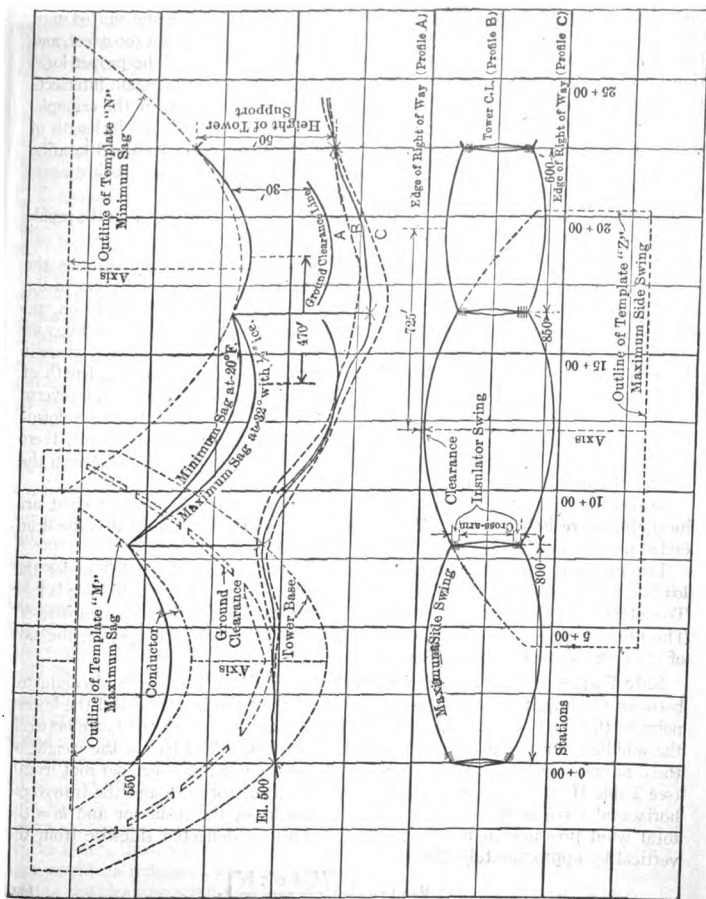 Outline of Template "N"
Minimum Sag
Axis
50'
Height of Tower
Support
30'
Ground Clearance Line
470'
A
B
C
Minimum Sag at -20°F.
Maximum Sag at 32° with
ice.
Outline of Template "M"
Maximum Sag
Conductor
Ground
Clearance
Axis
Tower Base
550'
El. 500'
Edge of Right of Way (Profile A)
Tower C.L. (Profile B)
Edge of Right of Way (Profile C)
725'
600'
850'
800'
Clearance
Insulator Swing
Cross-arm
Maximum Side Swing
Axis
Outline of Template "Z"
Maximum Side Swing
Stations
0+00
5+00
10+00
15+00
20+00
25+00